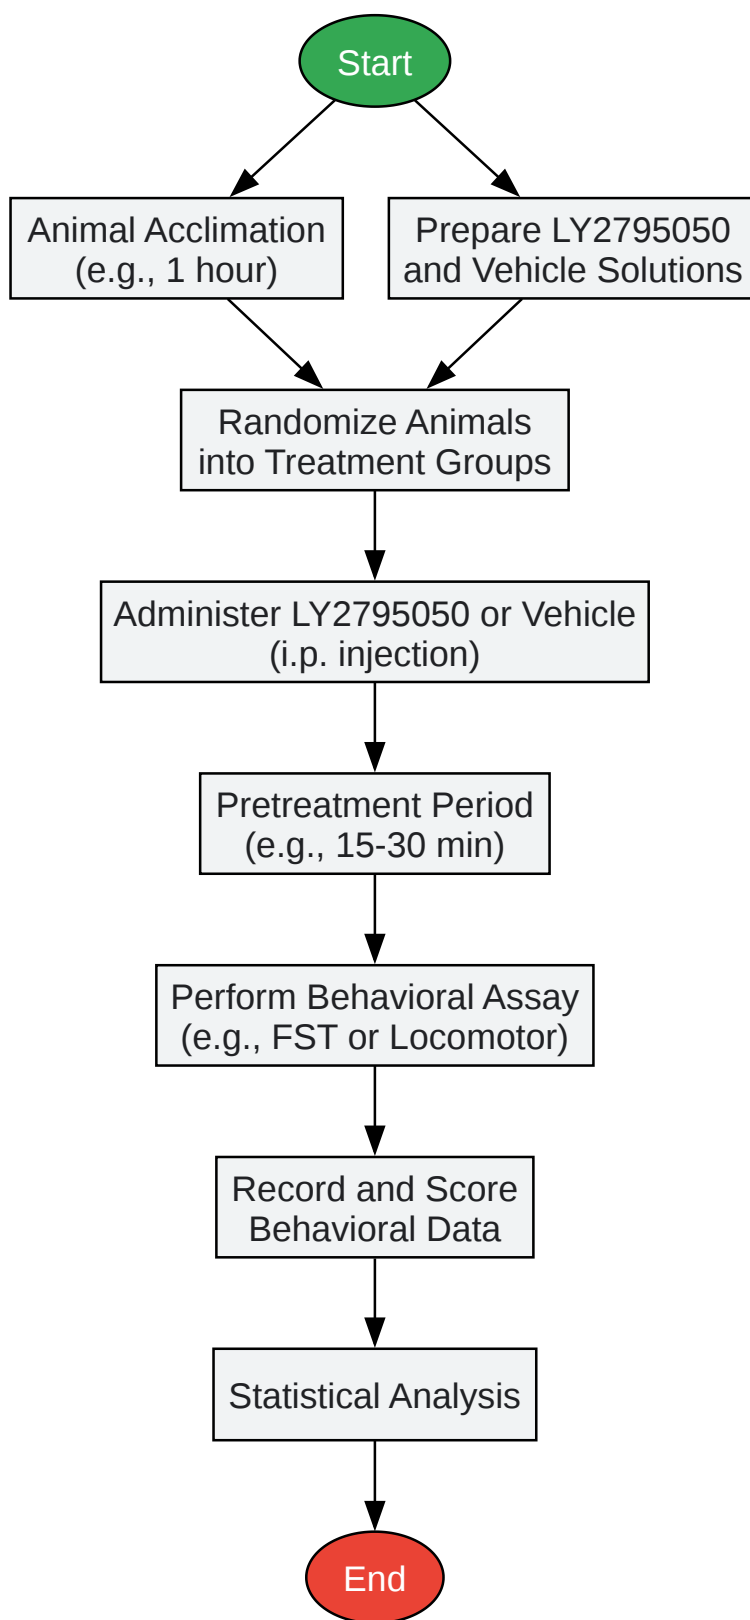 Start
Animal Acclimation
(e.g., 1 hour)
Prepare LY2795050
and Vehicle Solutions
Randomize Animals
into Treatment Groups
Administer LY2795050 or Vehicle
(i.p. injection)
Pretreatment Period
(e.g., 15-30 min)
Perform Behavioral Assay
(e.g., FST or Locomotor)
Record and Score
Behavioral Data
Statistical Analysis
End